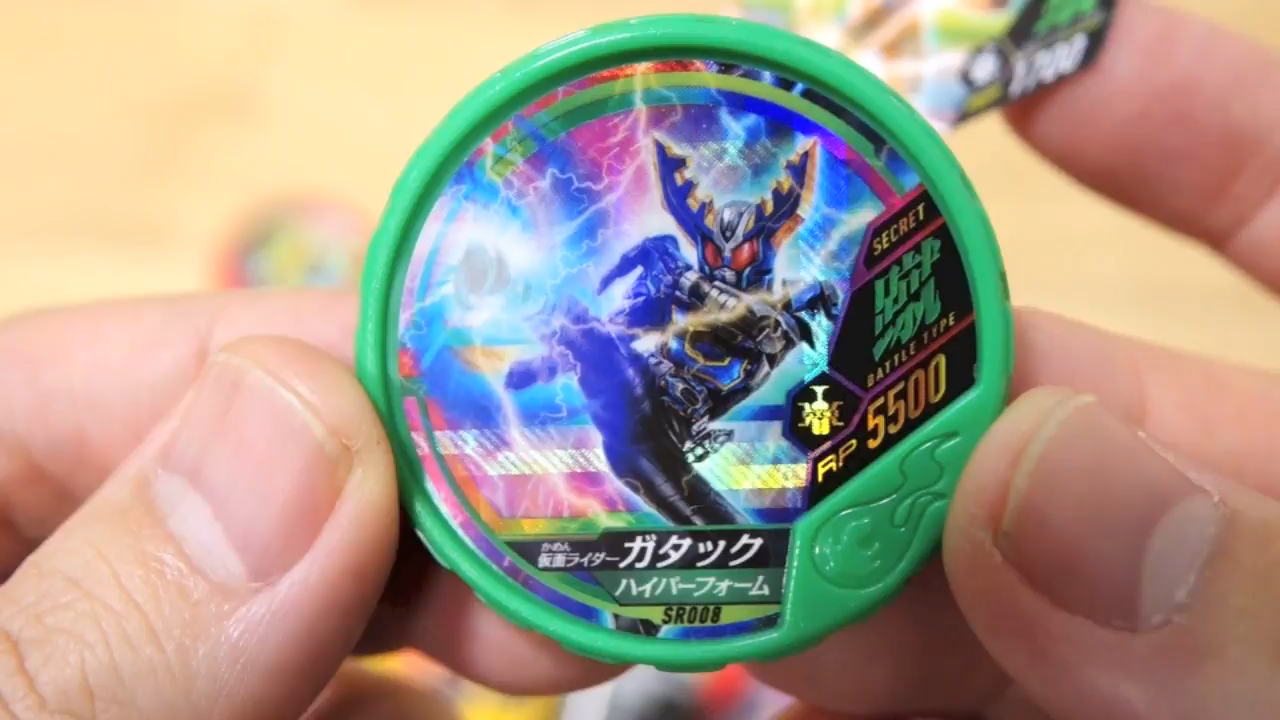 1700
SECRET
BATTLE TYPE
RP 5500
かめん
仮面ライダーガタック
ハイパーフォーム
SR008